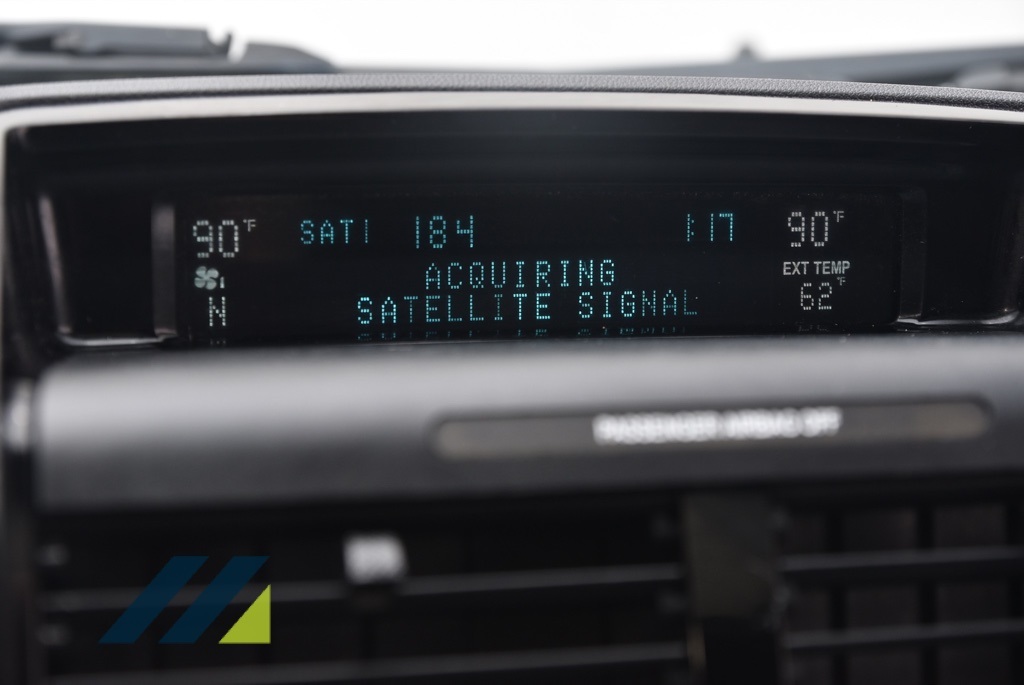 90°F SAT1 184 1:17 90°F
ACQUIRING EXT TEMP
N SATELLITE SIGNAL 62°F
PASSENGER AIRBAG OFF